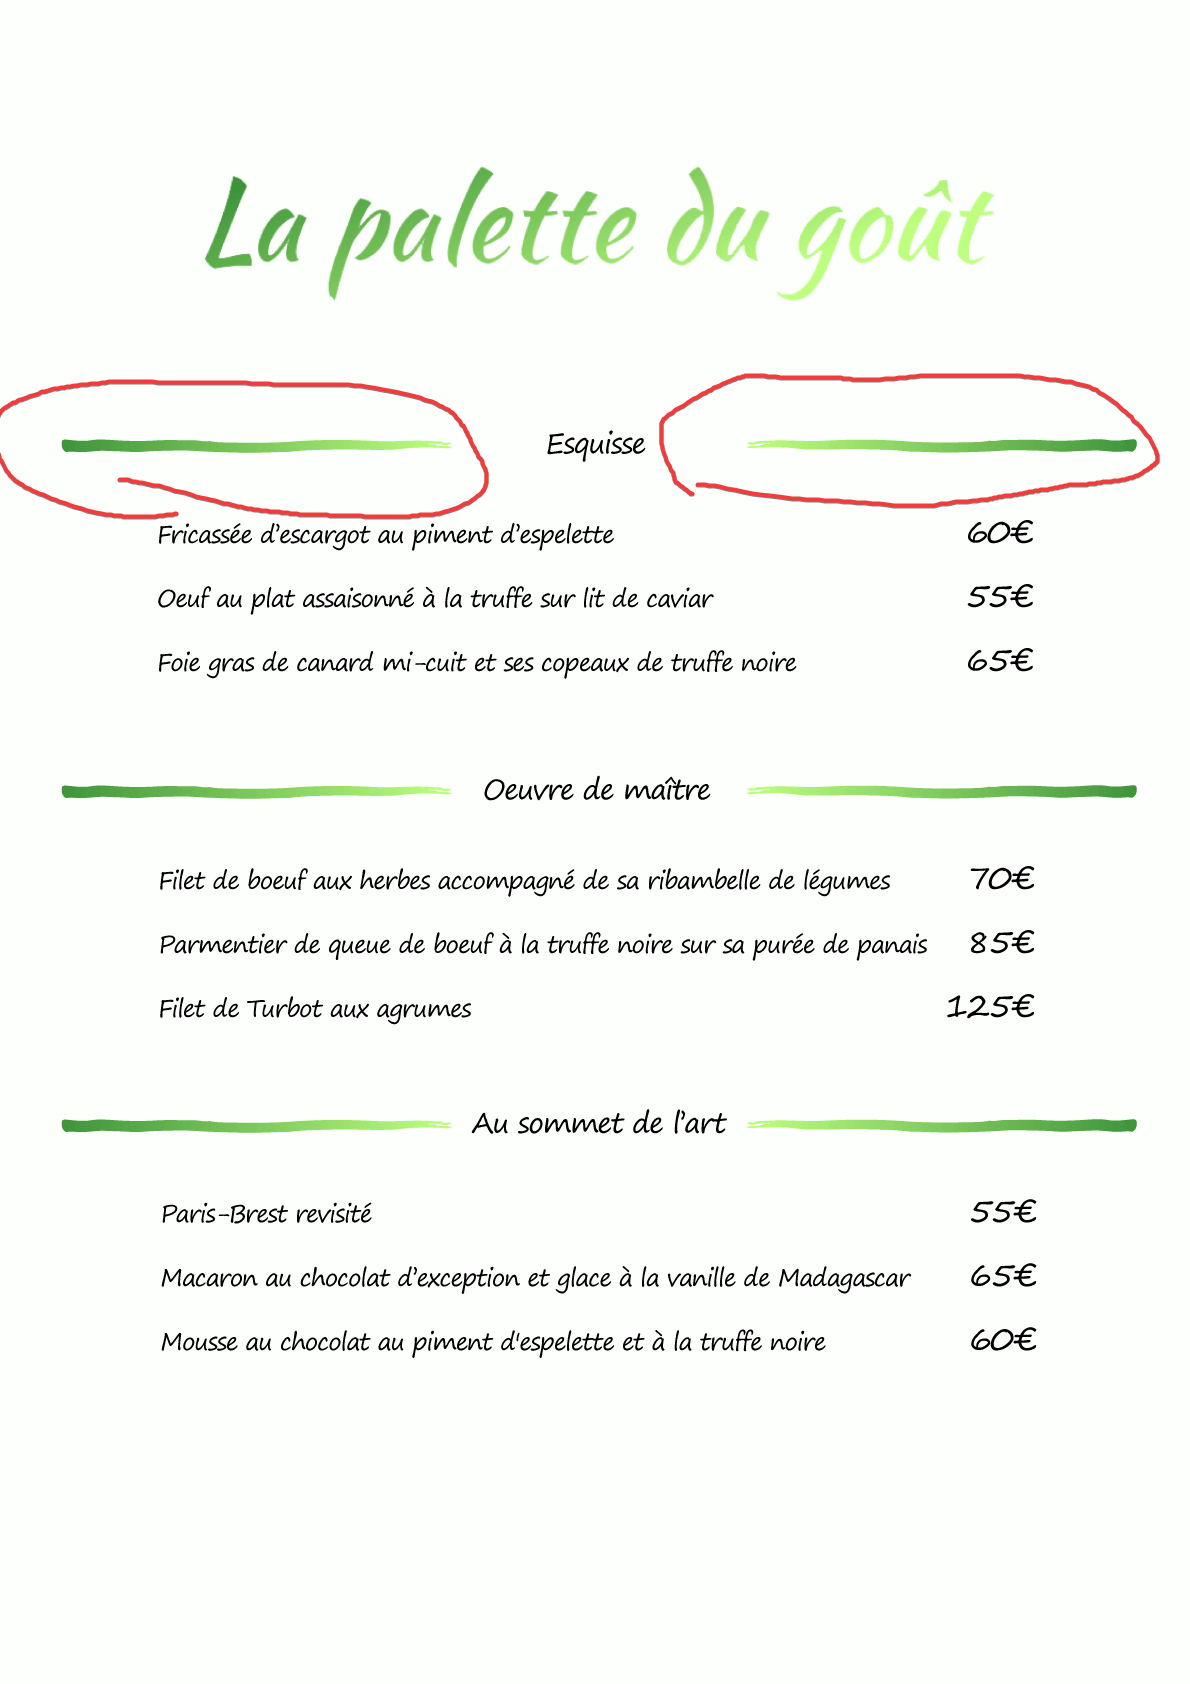 La palette du goût
Esquisse
Fricassée d’escargot au piment d’espelette 60€
Oeuf au plat assaisonné à la truffe sur lit de caviar 55€
Foie gras de canard mi-cuit et ses copeaux de truffe noire 65€
Oeuvre de maître
Filet de boeuf aux herbes accompagné de sa ribambelle de légumes 70€
Parmentier de queue de boeuf à la truffe noire sur sa purée de panais 85€
Filet de Turbot aux agrumes 125€
Au sommet de l’art
Paris-Brest revisité 55€
Macaron au chocolat d’exception et glace à la vanille de Madagascar 65€
Mousse au chocolat au piment d'espelette et à la truffe noire 60€